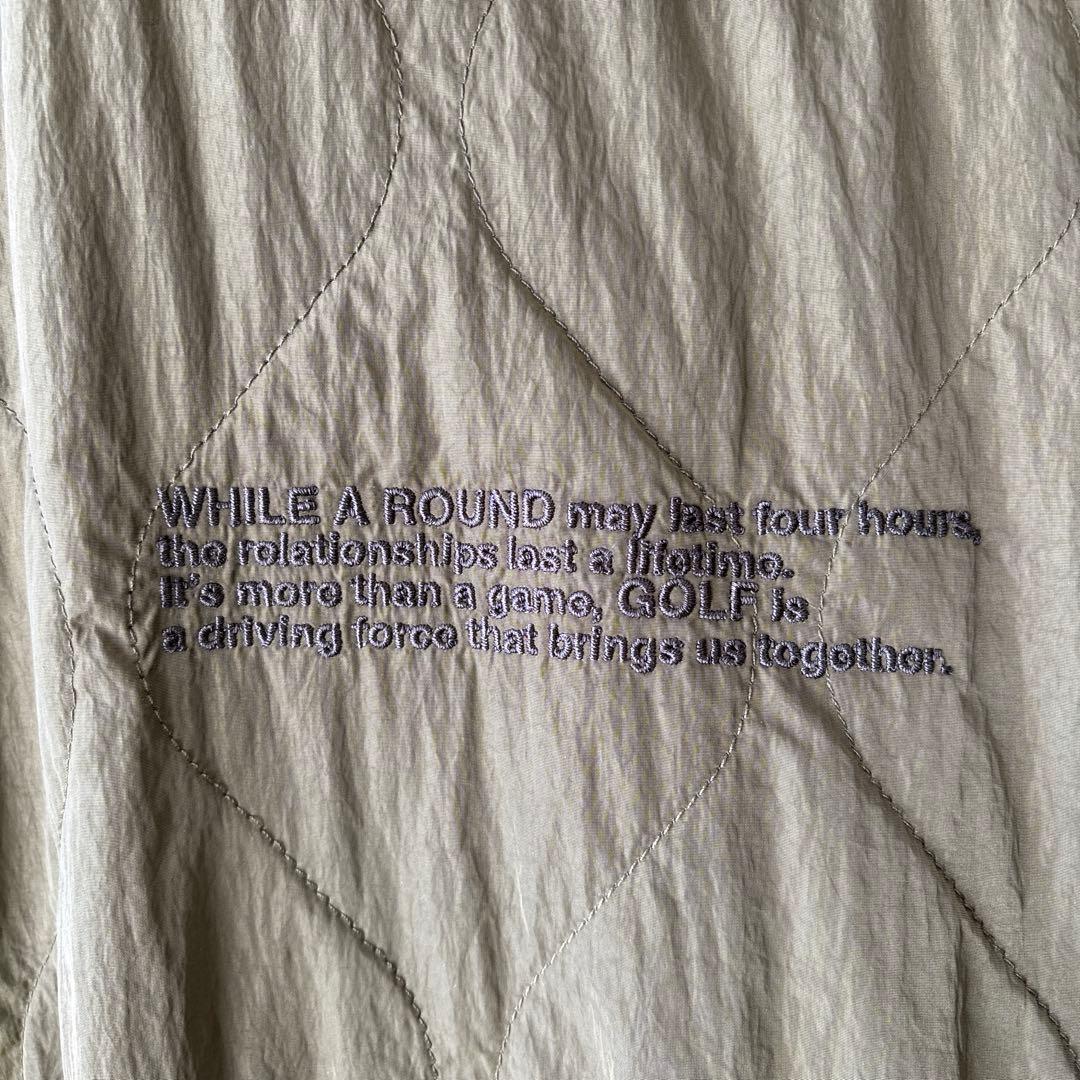 WHILE A ROUND may last four hours,
the relationships last a lifetime.
It's more than a game, GOLF is
a driving force that brings us together.